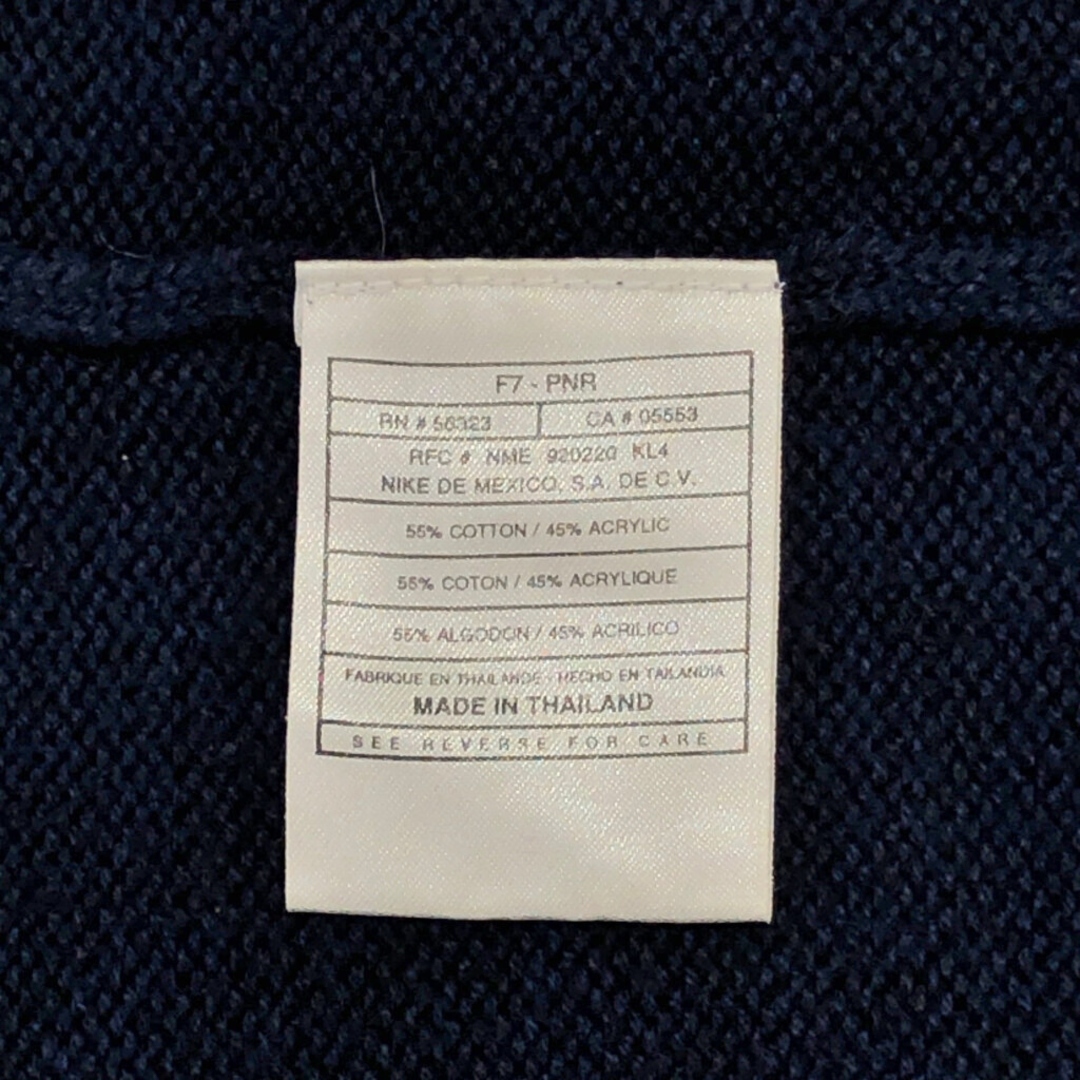 F7 - PNR
RN # 56323
CA # 05553
RFC # NME 920220 KL4
NIKE DE MEXICO, S.A. DE C.V.
55% COTTON / 45% ACRYLIC
55% COTON / 45% ACRYLIQUE
55% ALGODON / 45% ACRILICO
FABRIQUE EN THAILANDE - HECHO EN TAILANDIA
MADE IN THAILAND
SEE REVERSE FOR CARE